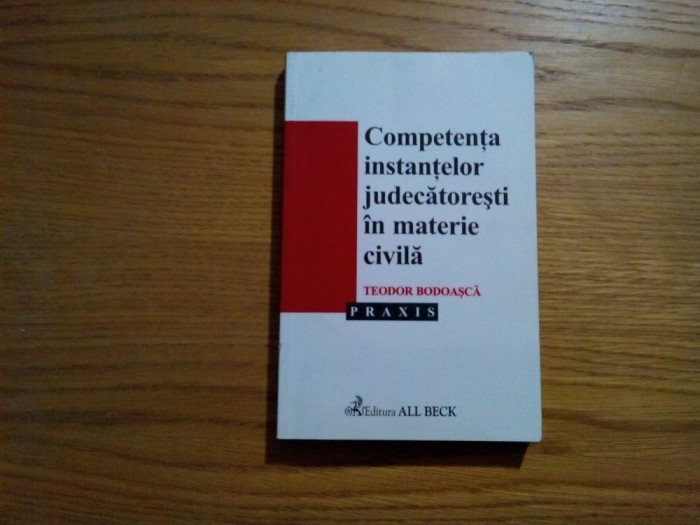 Competența
instanțelor
judecătorești
în materie
civilă
TEODOR BODOAȘCĂ
PRAXIS
Editura ALL BECK